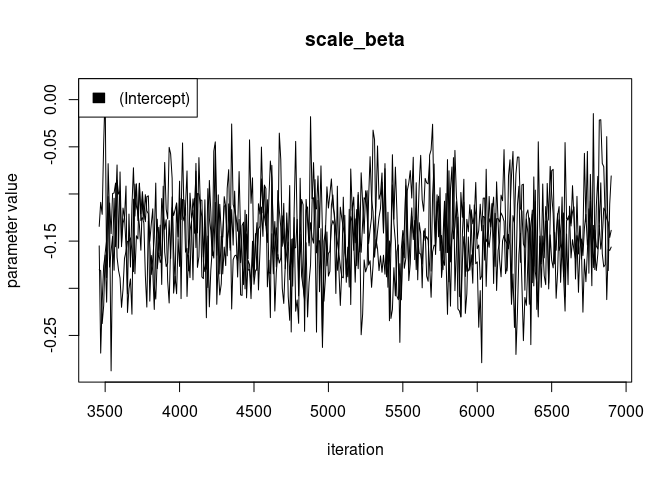 scale_beta
(Intercept)
parameter value
0.00
-0.05
-0.15
-0.25
3500 4000 4500 5000 5500 6000 6500 7000
iteration